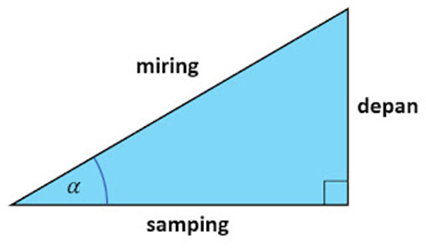 miring
depan
α
samping